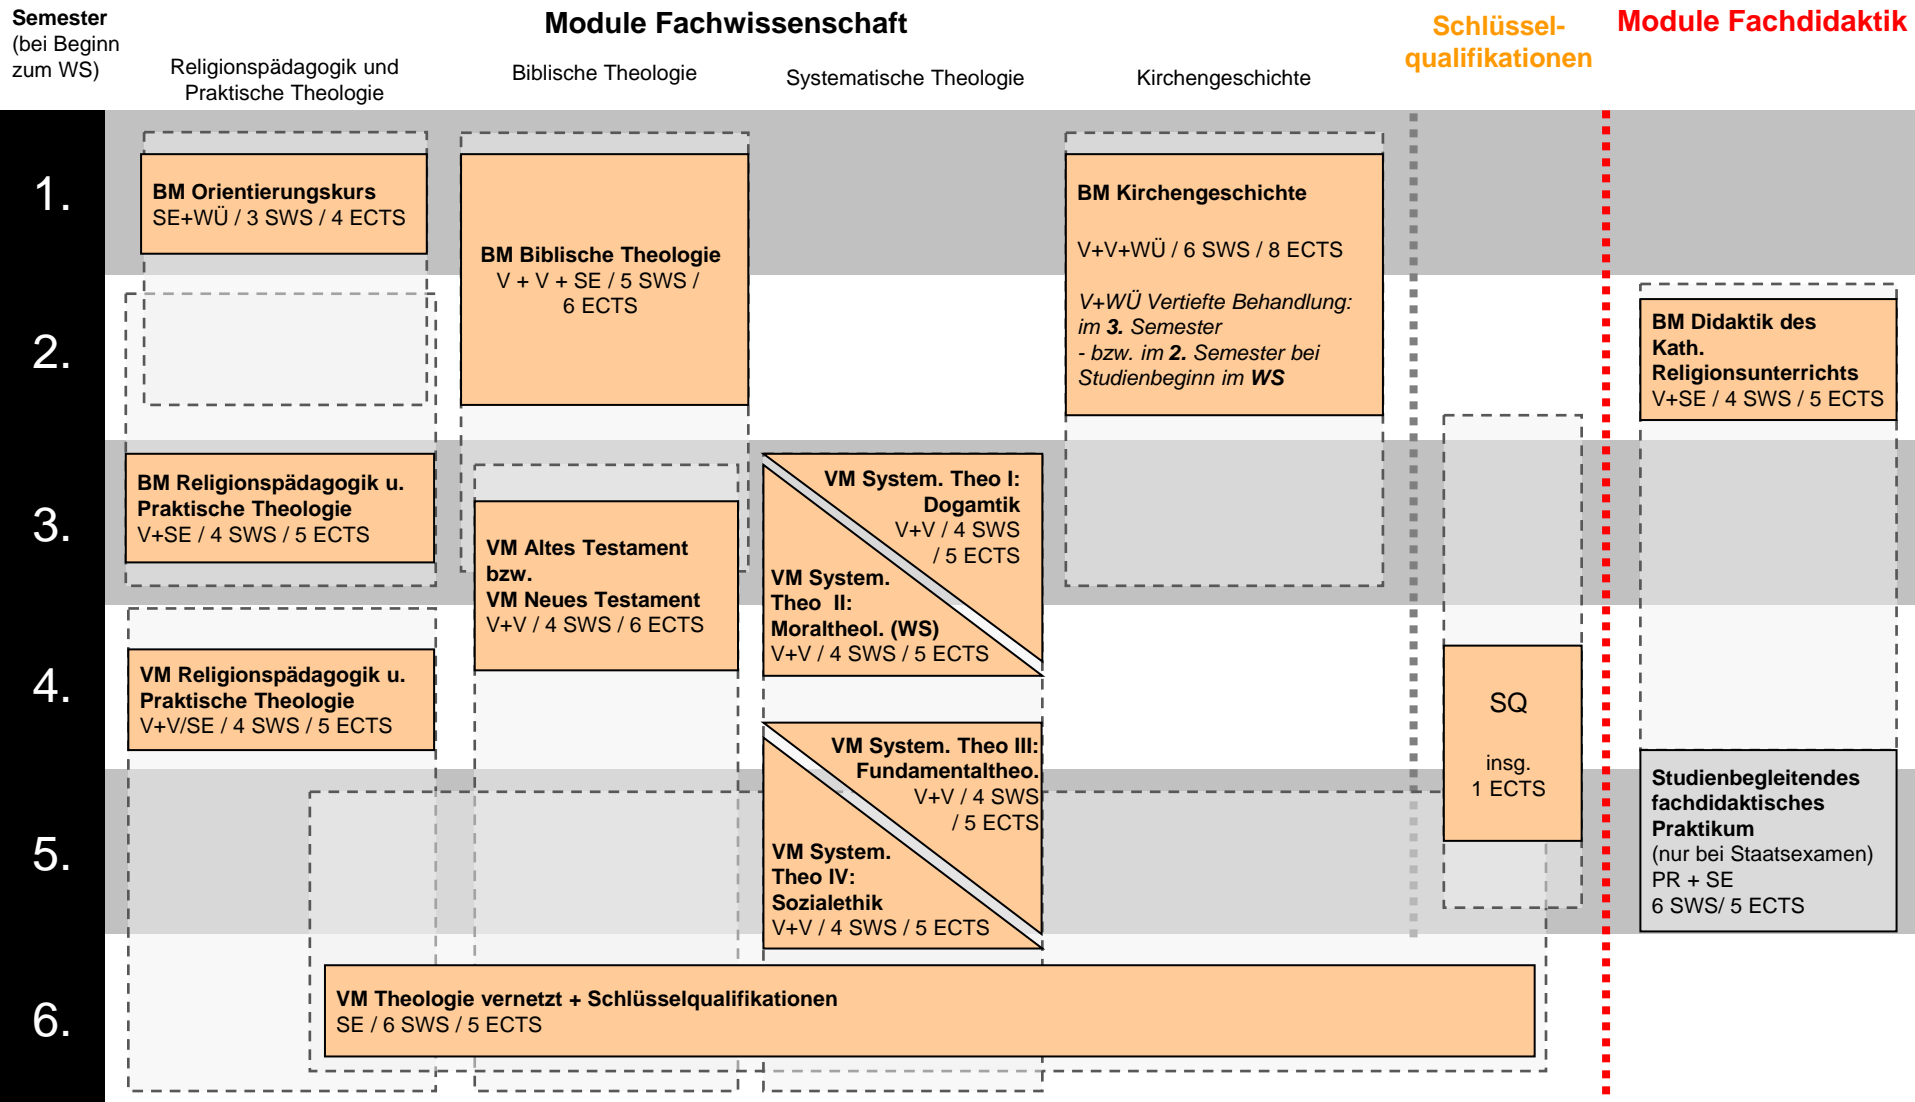 Semester
(bei Beginn
zum WS)
Module Fachwissenschaft
Schlüssel-
qualifikationen
Module Fachdidaktik
Religionspädagogik und
Praktische Theologie
Biblische Theologie
Systematische Theologie
Kirchengeschichte
1.
BM Orientierungskurs
SE+WÜ / 3 SWS / 4 ECTS
BM Biblische Theologie
V + V + SE / 5 SWS /
6 ECTS
BM Kirchengeschichte
V+V+WÜ / 6 SWS / 8 ECTS
V+WÜ Vertiefte Behandlung:
im 3. Semester
- bzw. im 2. Semester bei
Studienbeginn im WS
2.
BM Didaktik des
Kath.
Religionsunterrichts
V+SE / 4 SWS / 5 ECTS
3.
BM Religionspädagogik u.
Praktische Theologie
V+SE / 4 SWS / 5 ECTS
VM Altes Testament
bzw.
VM Neues Testament
V+V / 4 SWS / 6 ECTS
VM System. Theo I:
Dogamtik
V+V / 4 SWS
/ 5 ECTS
VM System.
Theo II:
Moraltheol. (WS)
V+V / 4 SWS / 5 ECTS
4.
VM Religionspädagogik u.
Praktische Theologie
V+V/SE / 4 SWS / 5 ECTS
SQ
insg.
1 ECTS
VM System. Theo III:
Fundamentaltheo.
V+V / 4 SWS
/ 5 ECTS
5.
VM System.
Theo IV:
Sozialethik
V+V / 4 SWS / 5 ECTS
Studienbegleitendes
fachdidaktisches
Praktikum
(nur bei Staatsexamen)
PR + SE
6 SWS/ 5 ECTS
6.
VM Theologie vernetzt + Schlüsselqualifikationen
SE / 6 SWS / 5 ECTS